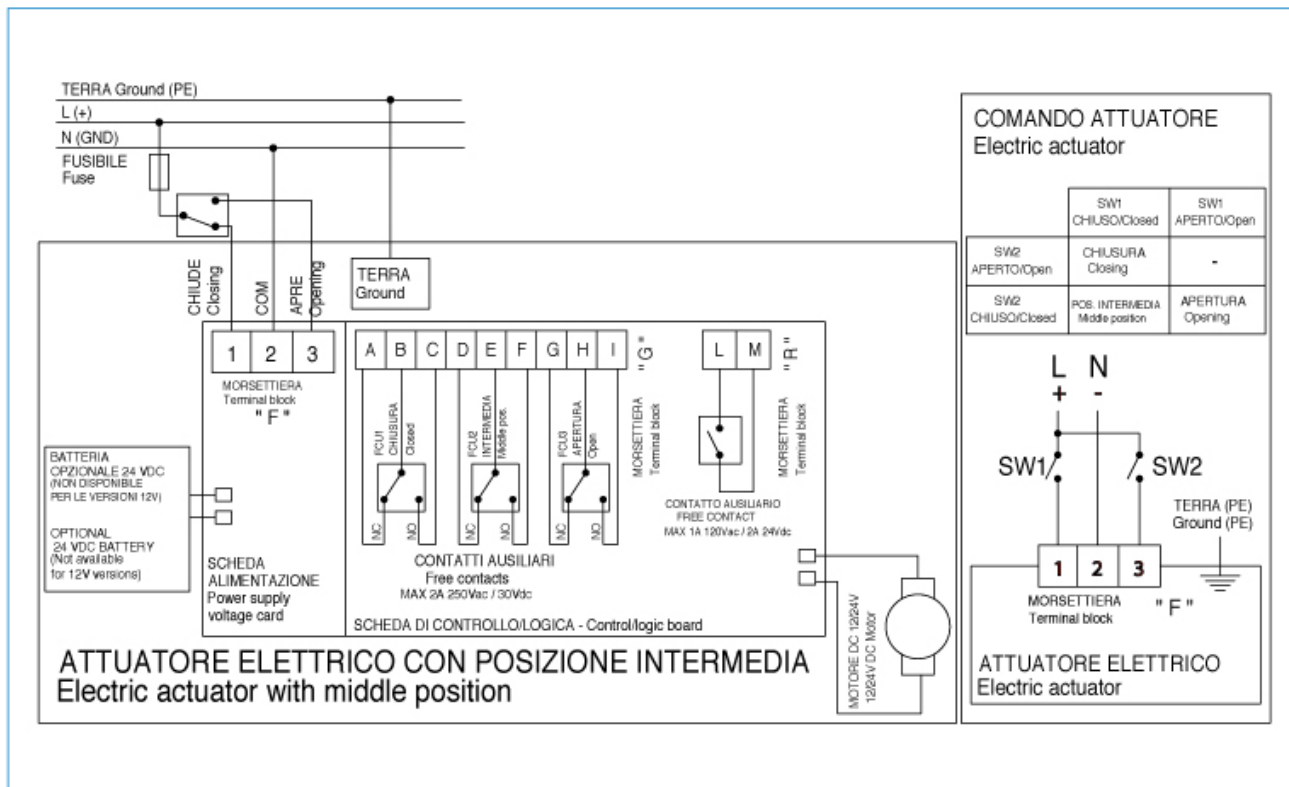 TERRA Ground (PE)
L (+)
N (GND)
FUSIBILE
Fuse
CHIUDE
Closing
COM
APRE
Opening
TERRA
Ground
1 2 3
MORSETTIERA
Terminal block
" F "
A B C D E F G H I
"G"
L M
"R"
FCU1
CHIUSURA
Closed
FCU2
INTERMEDIA
Middle pos.
FCU3
APERTURA
Open
MORSETTIERA
Terminal block
MORSETTIERA
Terminal block
NC
NO
NC
NO
NC
NO
CONTATTO AUSILIARIO
FREE CONTACT
MAX 1A 120Vac / 2A 24Vdc
CONTATTI AUSILIARI
Free contacts
MAX 2A 250Vac / 30Vdc
BATTERIA
OPZIONALE 24 VDC
(NON DISPONIBILE
PER LE VERSIONI 12V)
OPTIONAL
24 VDC BATTERY
(Not available
for 12V versions)
SCHEDA
ALIMENTAZIONE
Power supply
voltage card
SCHEDA DI CONTROLLO/LOGICA - Control/logic board
MOTORE DC 12/24V
12/24V DC Motor
ATTUATORE ELETTRICO CON POSIZIONE INTERMEDIA
Electric actuator with middle position
COMANDO ATTUATORE
Electric actuator
SW1
CHIUSO/Closed
SW1
APERTO/Open
SW2
APERTO/Open
CHIUSURA
Closing
-
SW2
CHIUSO/Closed
POS. INTERMEDIA
Middle position
APERTURA
Opening
L N
+ -
SW1
SW2
TERRA (PE)
Ground (PE)
1 2 3
MORSETTIERA
Terminal block
" F "
ATTUATORE ELETTRICO
Electric actuator